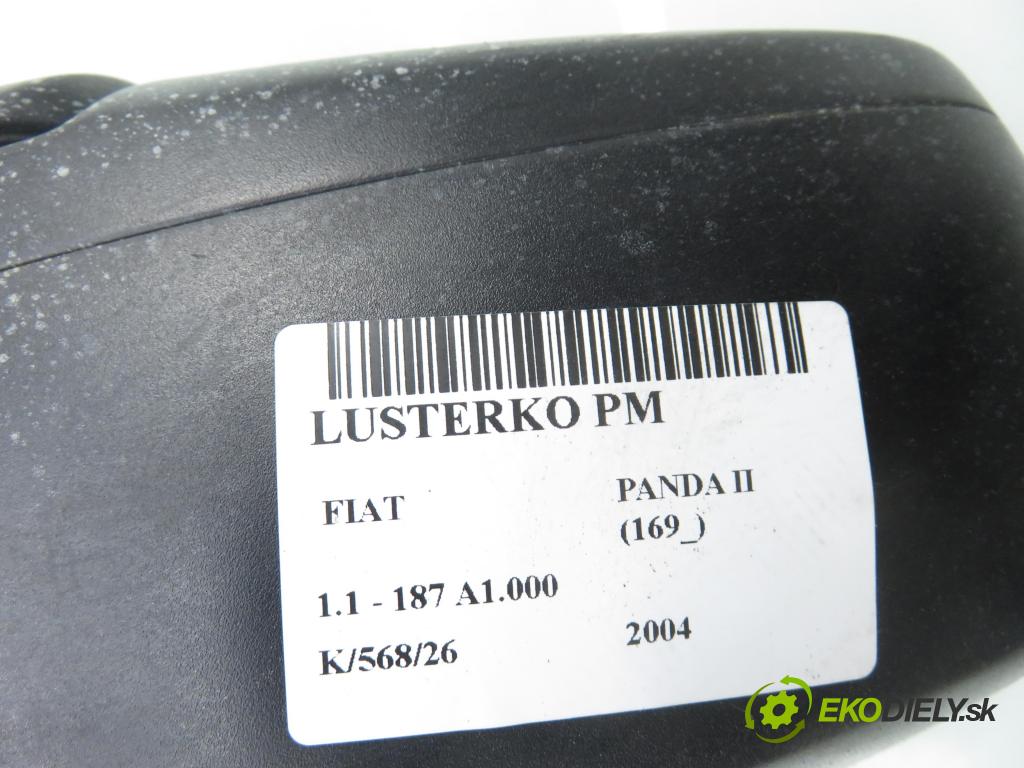 LUSTERKO PM
FIAT
PANDA II
(169_)
1.1 - 187 A1.000
2004
K/568/26
EKODIELY.sk